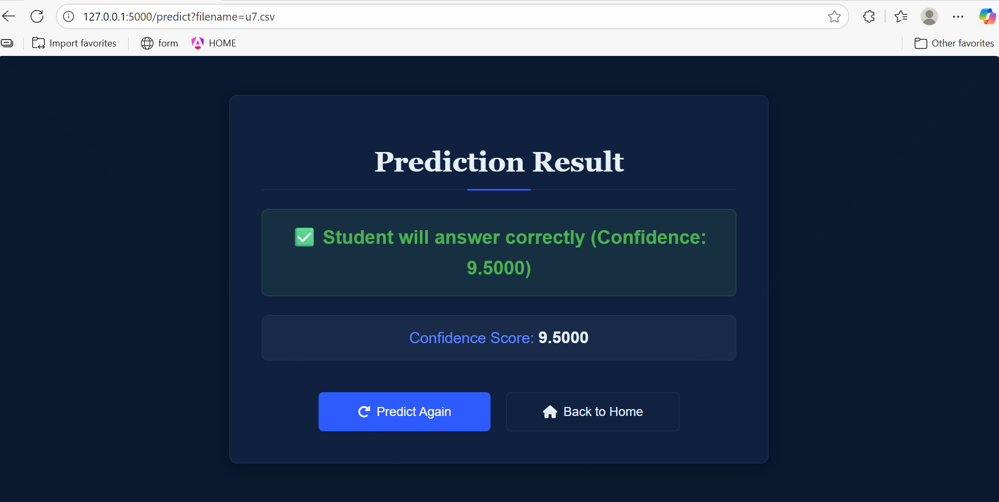 127.0.0.1:5000/predict?filename=u7.csv
Import favorites
form
HOME
Other favorites
Prediction Result
✅ Student will answer correctly (Confidence:
9.5000)
Confidence Score: 9.5000
Predict Again
Back to Home